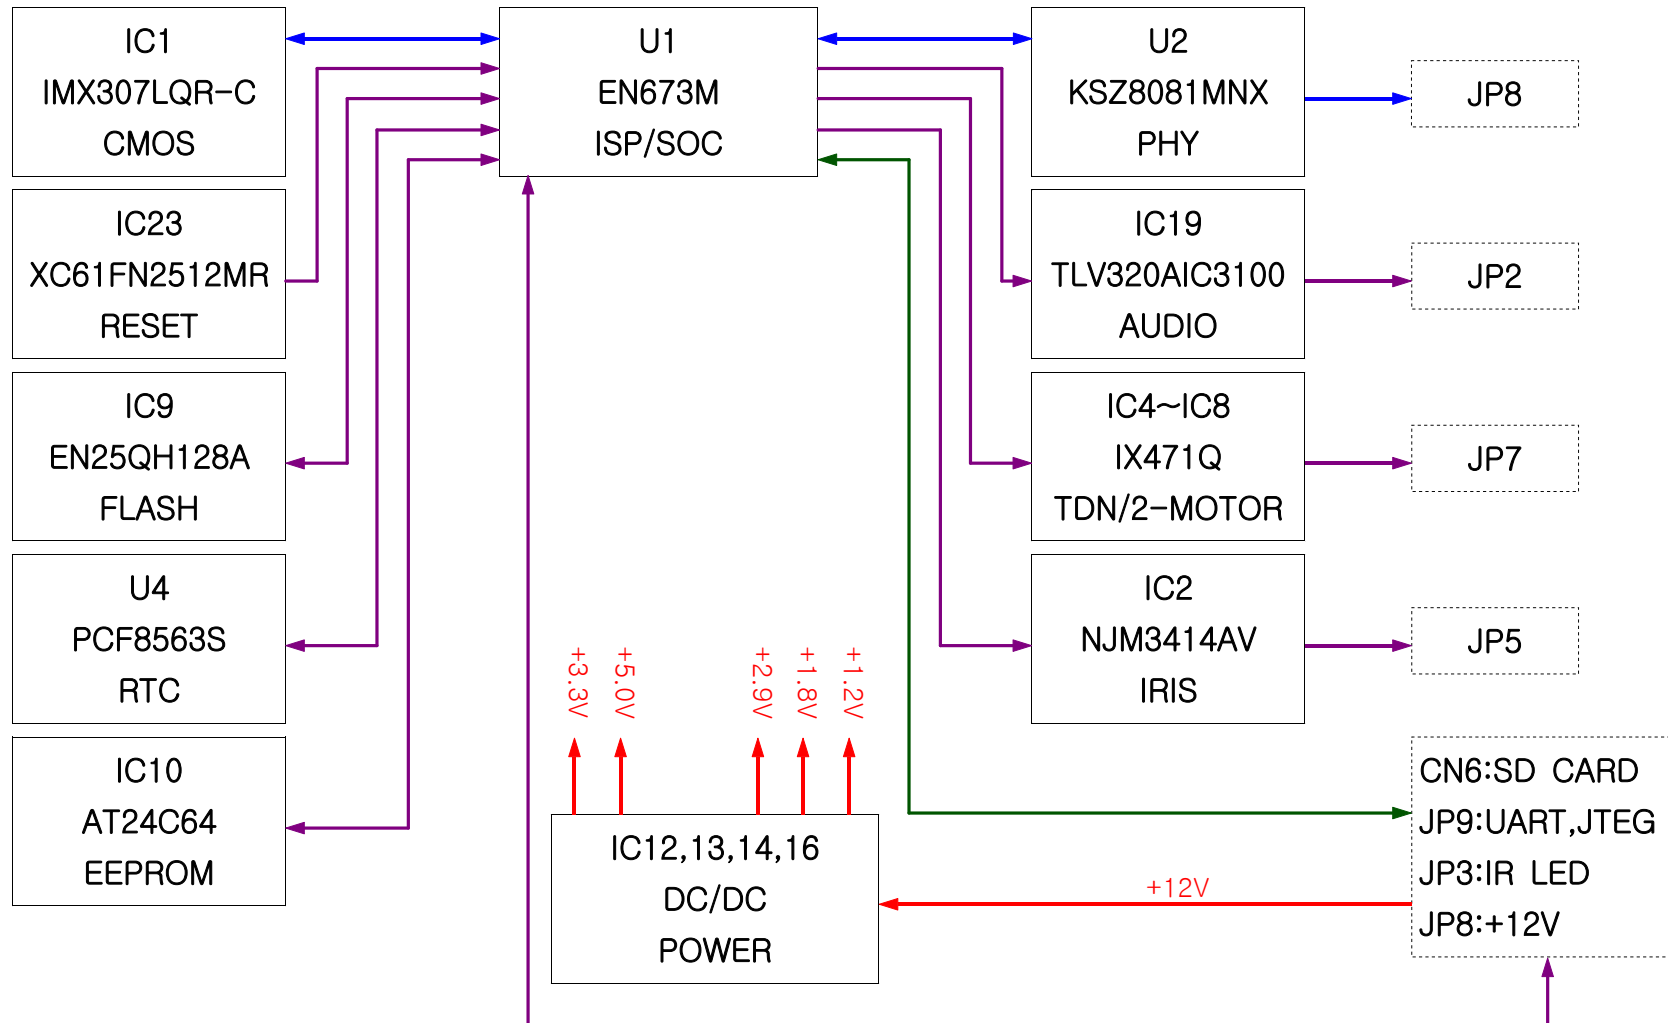 IC1
IMX307LQR-C
CMOS
U1
EN673M
ISP/SOC
U2
KSZ8081MNX
PHY
JP8
IC23
XC61FN2512MR
RESET
IC19
TLV320AIC3100
AUDIO
JP2
IC9
EN25QH128A
FLASH
IC4~IC8
IX471Q
TDN/2-MOTOR
JP7
U4
PCF8563S
RTC
IC2
NJM3414AV
IRIS
JP5
+3.3V
+5.0V
+2.9V
+1.8V
+1.2V
IC10
AT24C64
EEPROM
IC12,13,14,16
DC/DC
POWER
+12V
CN6:SD CARD
JP9:UART,JTEG
JP3:IR LED
JP8:+12V